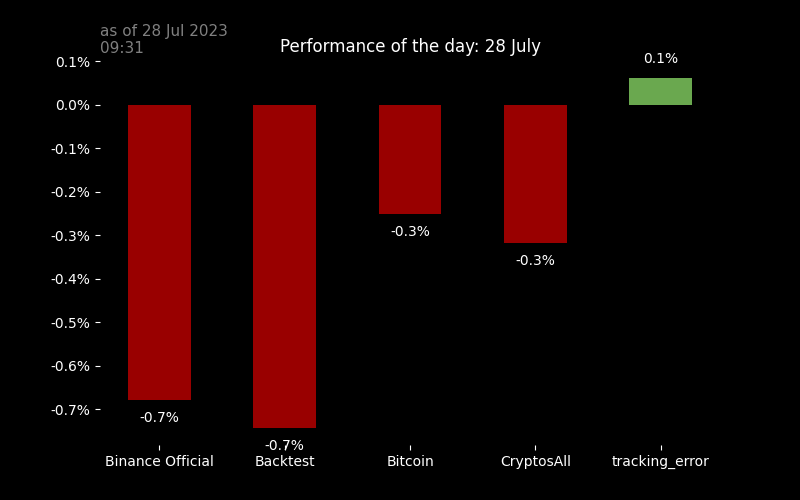 as of 28 Jul 2023
09:31
Performance of the day: 28 July
0.1%
0.1%
0.0%
-0.1%
-0.2%
-0.3%
-0.3%
-0.3%
-0.4%
-0.5%
-0.6%
-0.7%
-0.7%
-0.7%
Binance Official
Backtest
Bitcoin
CryptosAll
tracking_error